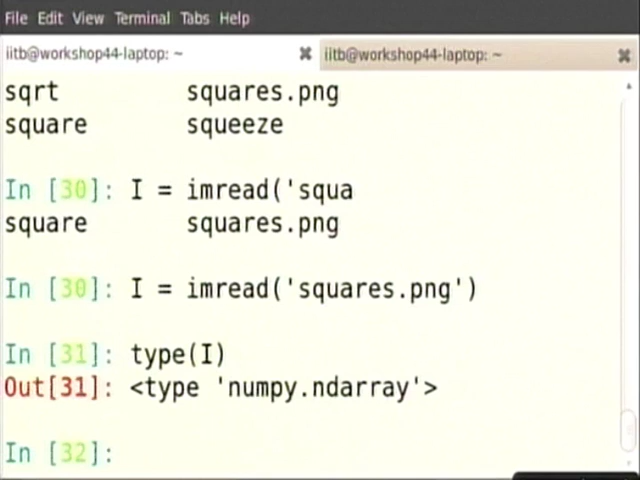 File Edit View Terminal Tabs Help
iitb@workshop44-laptop: ~ iitb@workshop44-laptop: ~
sqrt squares.png
square squeeze
In [30]: I = imread('squa
square squares.png
In [30]: I = imread('squares.png')
In [31]: type(I)
Out[31]: <type 'numpy.ndarray'>
In [32]: